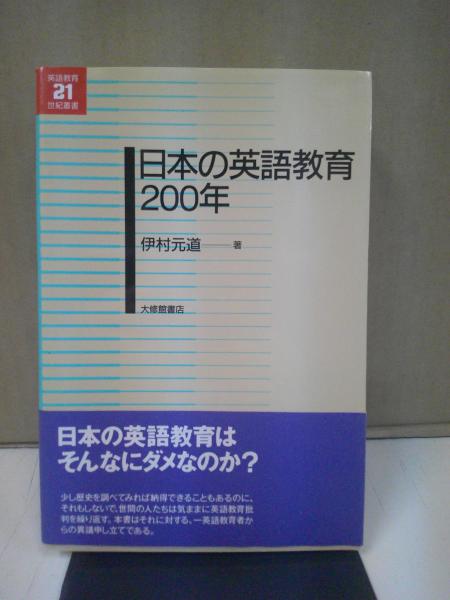 英語教育
21
世紀叢書
日本の英語教育
200年
伊村元道──著
大修館書店
日本の英語教育は
そんなにダメなのか?
少し歴史を調べてみれば納得できることもあるのに、
それもしないで、世間の人たちは気ままに英語教育批
判を繰り返す。本書はそれに対する、一英語教育者か
らの異議申し立てである。